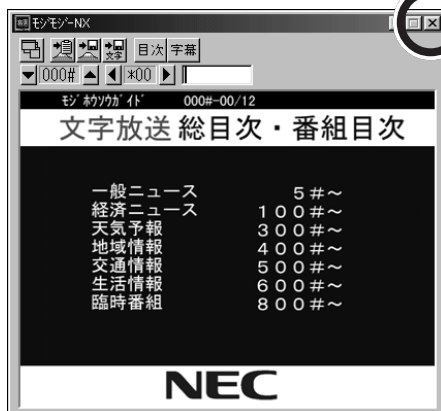 モジモジ-NX
文字
目次 字幕
000# *00
モジホウソウガイド 000#-00/12
文字放送 総目次・番組目次
一般ニュース 5#～
経済ニュース 100#～
天気予報 300#～
地域情報 400#～
交通情報 500#～
生活情報 600#～
臨時番組 800#～
NEC